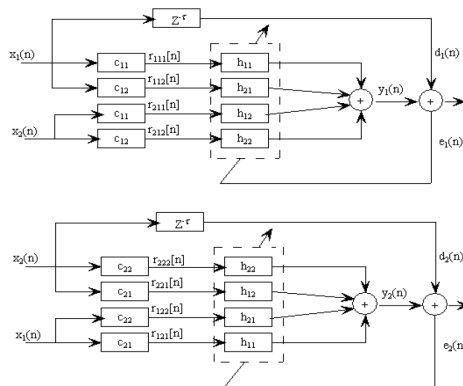 Z-τ
x1(n)
c11 r111[n] h11
d1(n)
c12 r112[n] h21
y1(n)
+ +
c11 r211[n] h12
x2(n)
c12 r212[n] h22
e1(n)
Z-τ
x2(n)
c22 r222[n] h22
d2(n)
c21 r221[n] h12
y2(n)
+ +
c22 r122[n] h21
x1(n)
c21 r121[n] h11
e2(n)